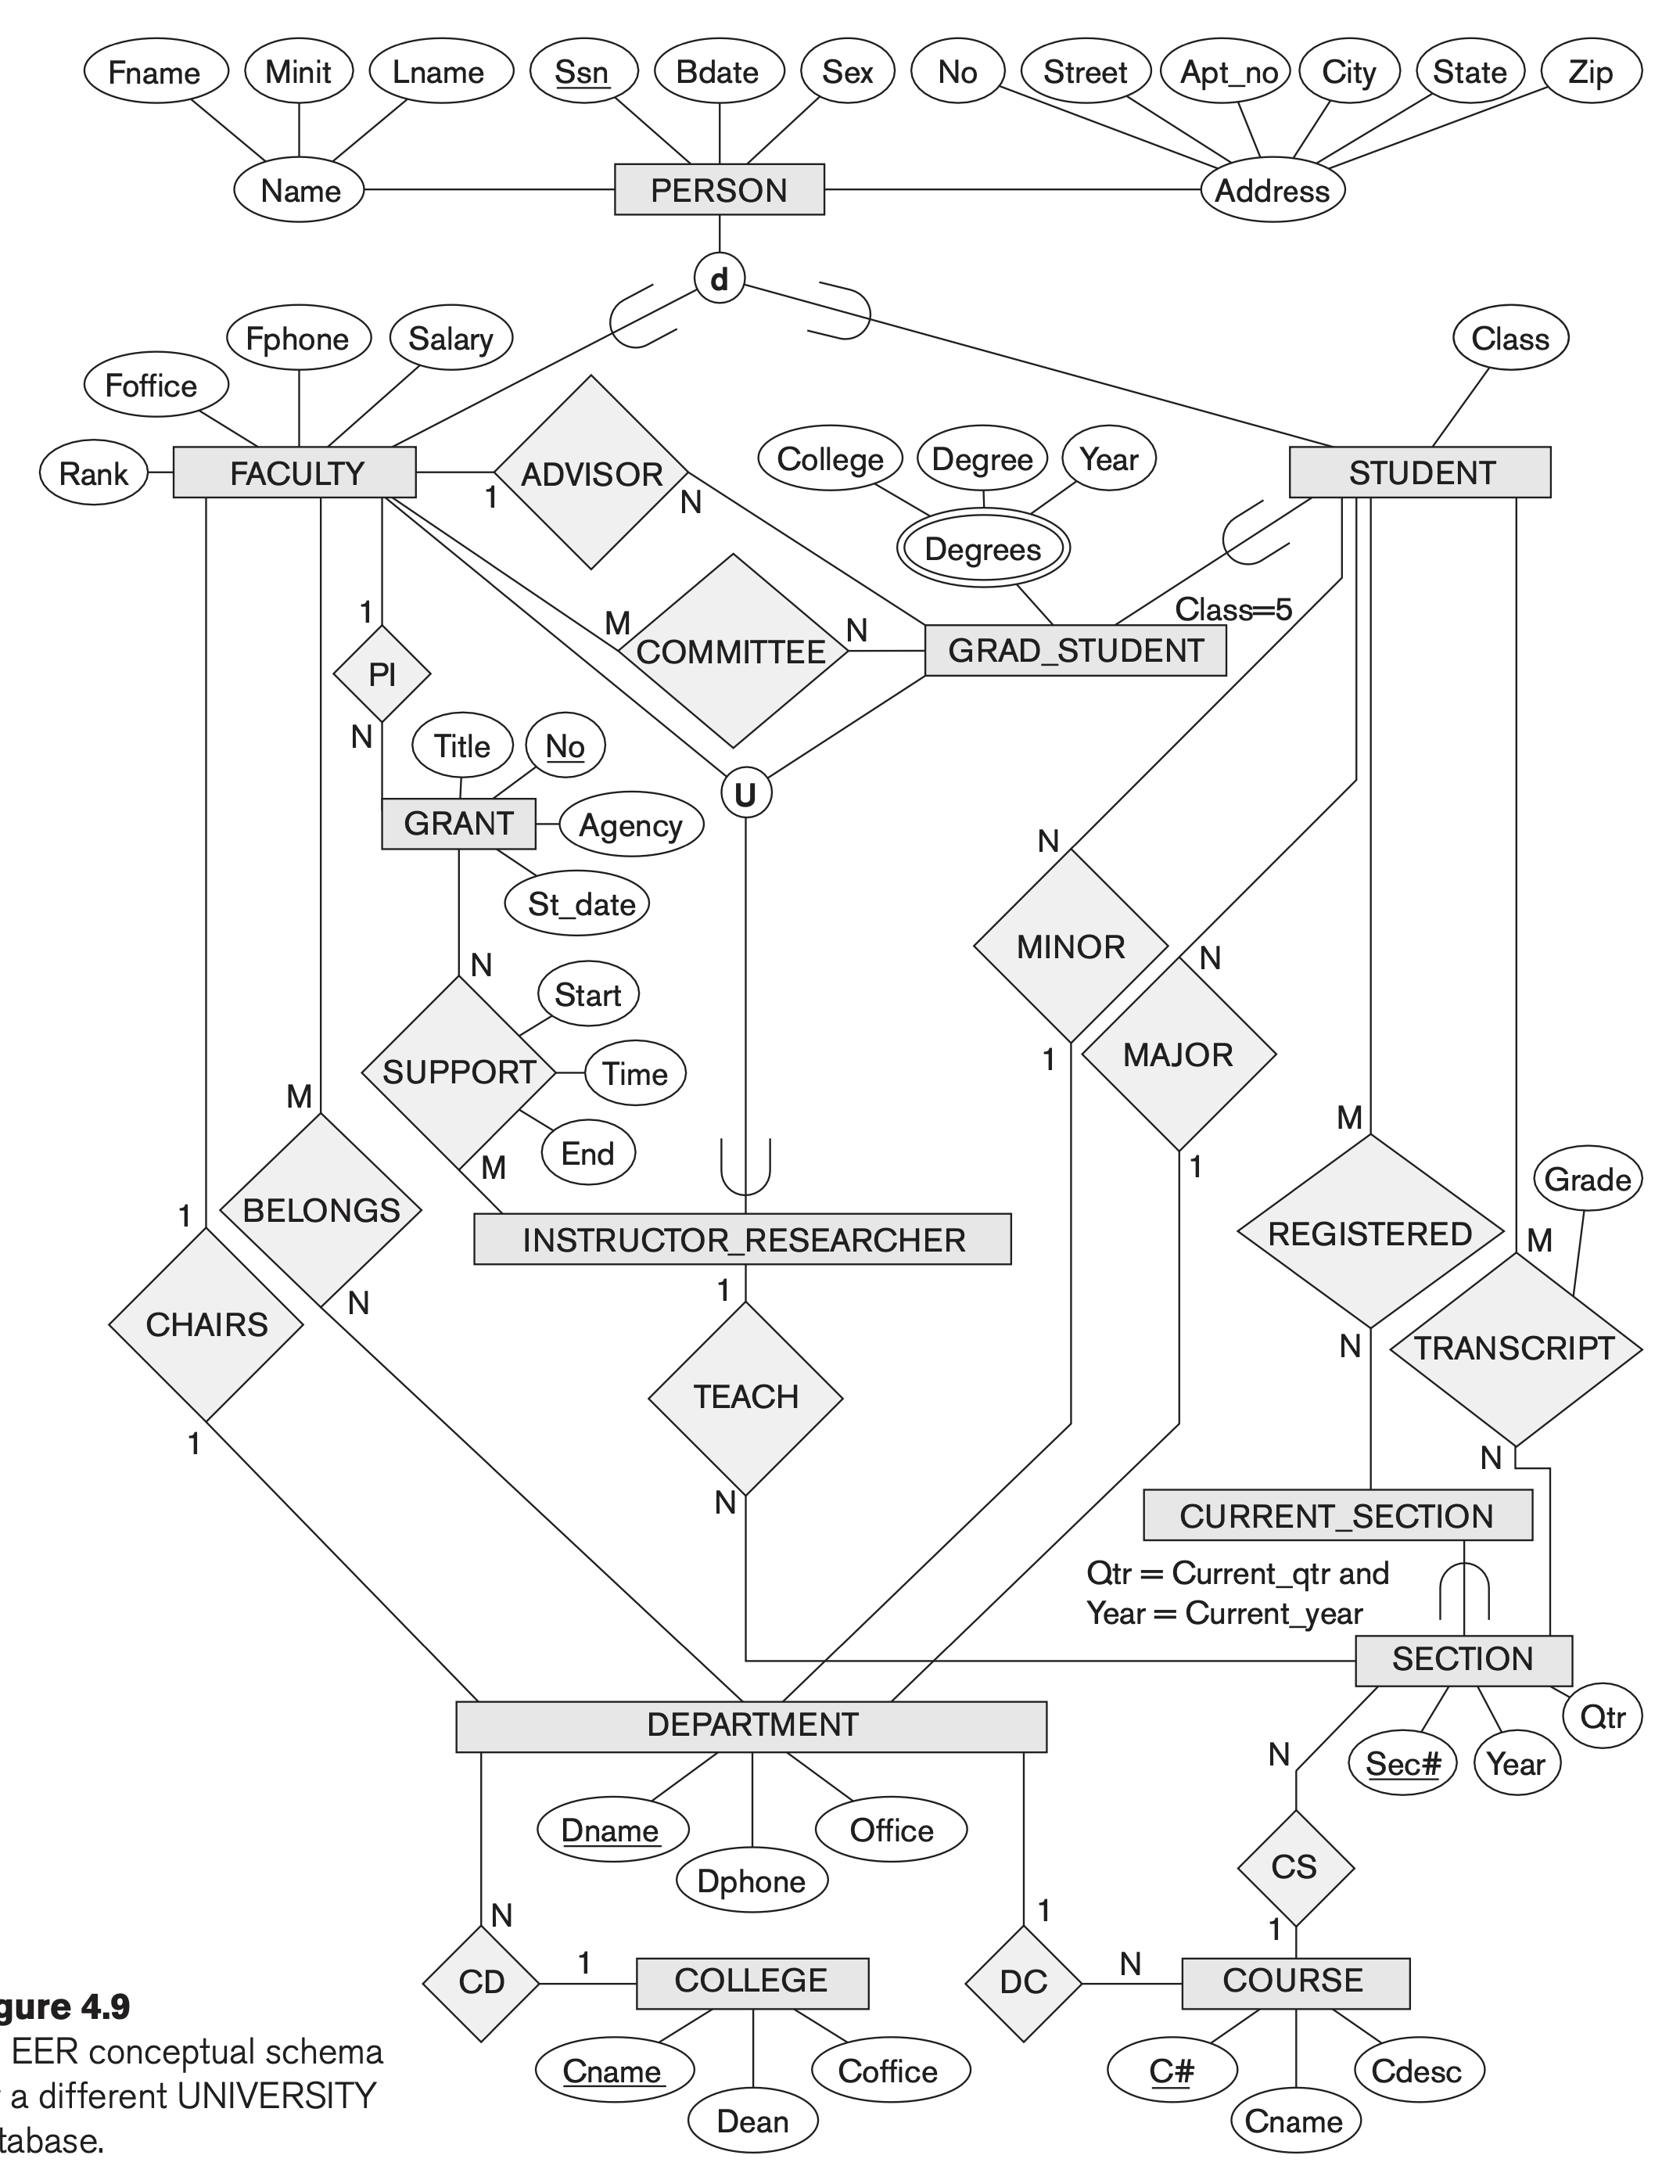 Fname Minit Lname Ssn Bdate Sex No Street Apt_no City State Zip
Name PERSON Address
d
Fphone Salary Class
Foffice
Rank FACULTY 1 ADVISOR N College Degree Year STUDENT
Degrees
Class=5
1 M COMMITTEE N GRAD_STUDENT
PI
N Title No
U
GRANT Agency N
St_date
N MINOR N
Start
SUPPORT Time 1 MAJOR
M End M
M 1 Grade
1 BELONGS INSTRUCTOR_RESEARCHER REGISTERED M
1
N
CHAIRS N TRANSCRIPT
TEACH
1 N
N CURRENT_SECTION
Qtr = Current_qtr and
Year = Current_year
SECTION
DEPARTMENT Qtr
N Sec# Year
Dname Office
Dphone CS
N 1 1
CD 1 COLLEGE DC N COURSE
Cname Coffice C# Cdesc
Dean Cname
gure 4.9
EER conceptual schema
a different UNIVERSITY
tabase.